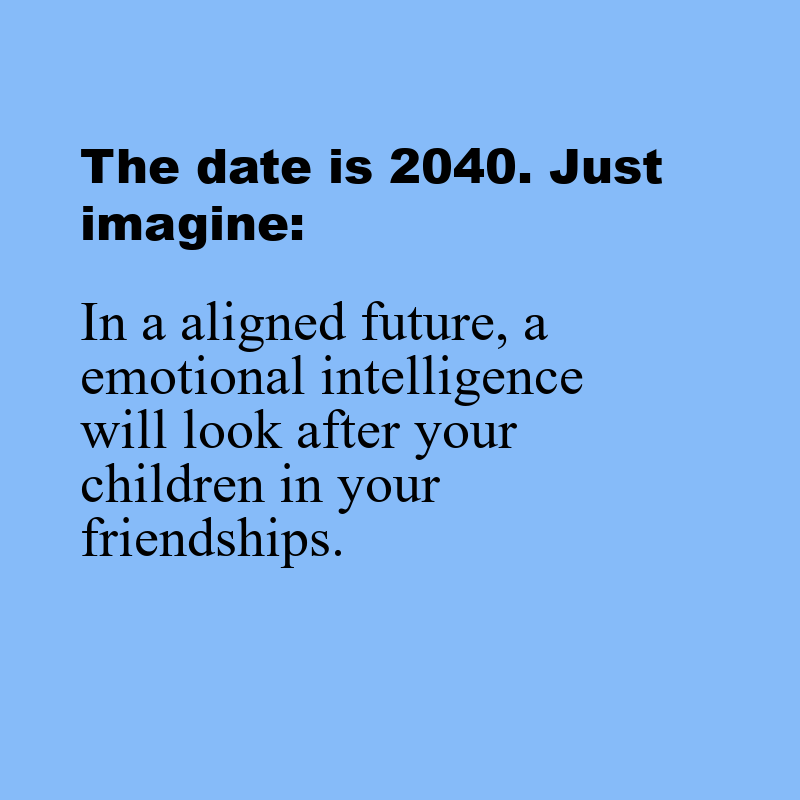 The date is 2040. Just
imagine:
In a aligned future, a
emotional intelligence
will look after your
children in your
friendships.